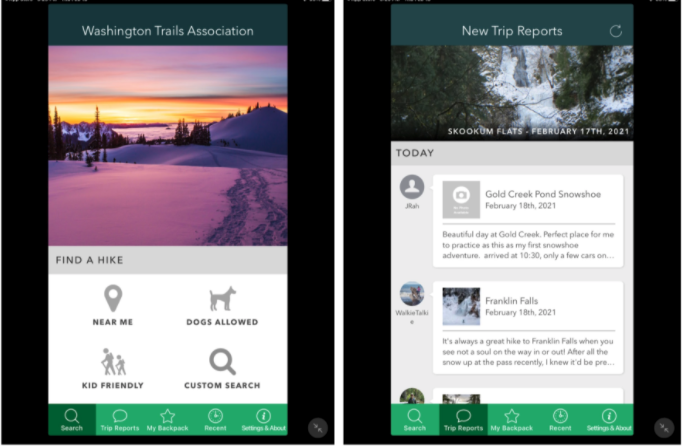 Washington Trails Association
FIND A HIKE
NEAR ME
DOGS ALLOWED
KID FRIENDLY
CUSTOM SEARCH
Search
Trip Reports
My Backpack
Recent
Settings & About
New Trip Reports
SKOOKUM FLATS - FEBRUARY 17TH, 2021
TODAY
JRah
Gold Creek Pond Snowshoe
February 18th, 2021
Beautiful day at Gold Creek. Perfect place for me
to practice as this as my first snowshoe
adventure. arrived at 10:30, only a few cars on...
WalkieTalki
e
Franklin Falls
February 18th, 2021
It's always a great hike to Franklin Falls when you
see not a soul on the way in or out! After all the
snow up at the pass recently, I knew it'd be pre...
Search
Trip Reports
My Backpack
Recent
Settings & About